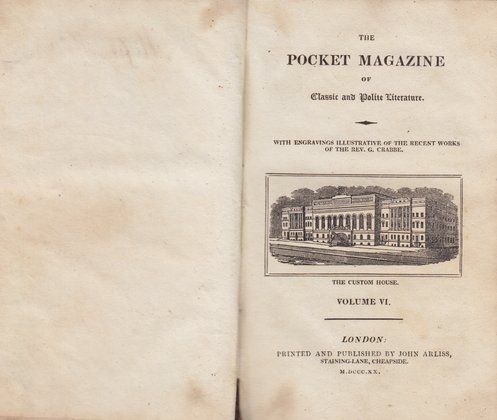 THE
POCKET MAGAZINE
OF
Classic and Polite Literature.
WITH ENGRAVINGS ILLUSTRATIVE OF THE RECENT WORKS
OF THE REV. G. CRABBE.
THE CUSTOM HOUSE.
VOLUME VI.
LONDON:
PRINTED AND PUBLISHED BY JOHN ARLISS,
STAINING-LANE, CHEAPSIDE.
M.DCCC.XX.